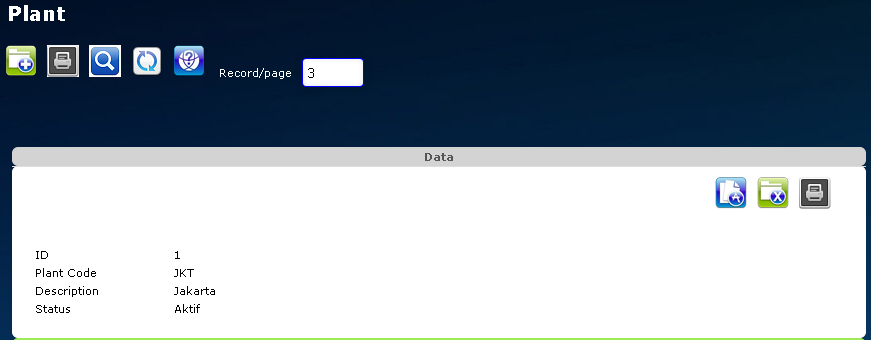 Plant
Record/page 3
Data
ID 1
Plant Code JKT
Description Jakarta
Status Aktif